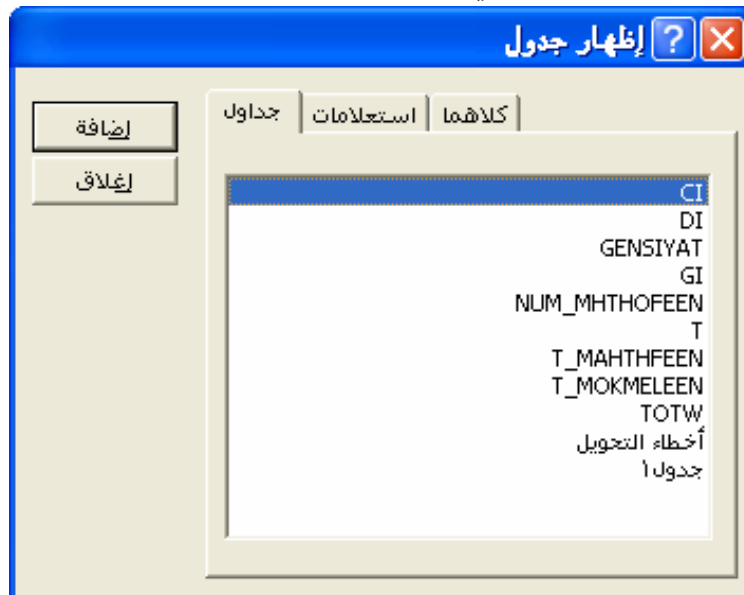 إظهار جدول
جداول استعلامات كلاهما
إضافة
إغلاق
CI
DI
GENSIYAT
GI
NUM_MHTHOFEEN
T
T_MAHTHFEEN
T_MOKMELEEN
TOTW
أخطاء التحويل
جدول١